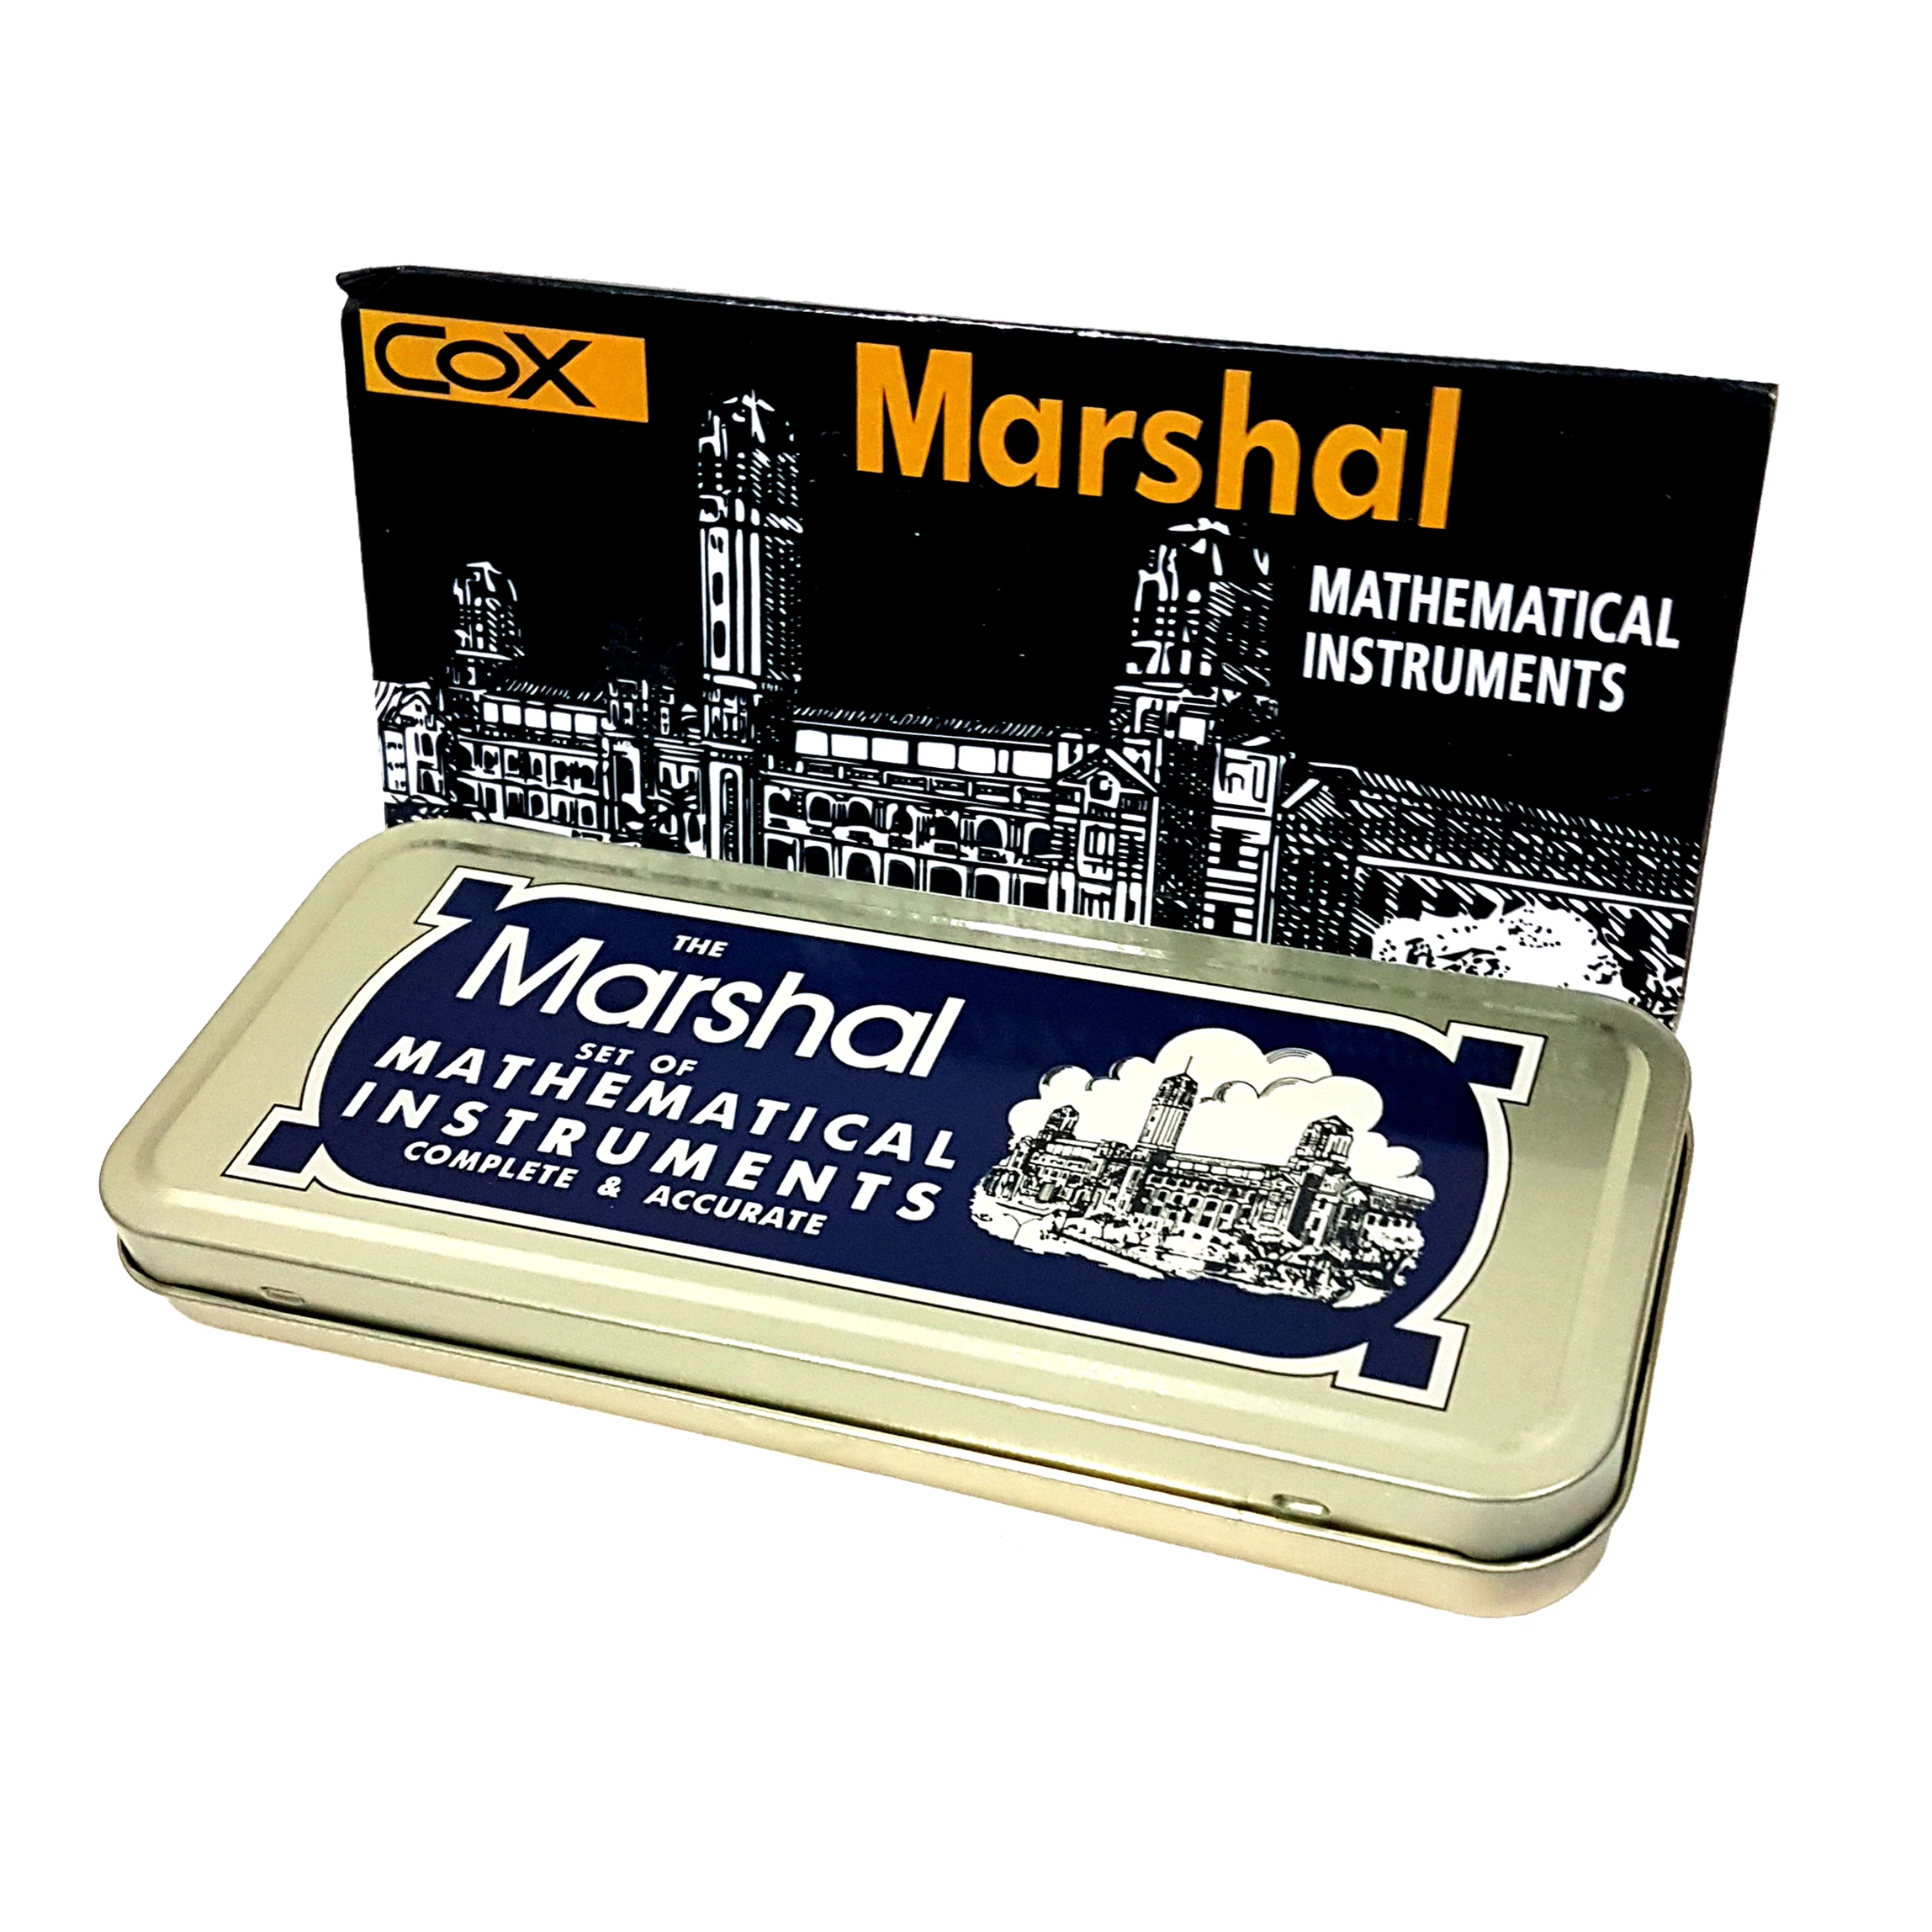 COX
Marshal
MATHEMATICAL
INSTRUMENTS
THE
Marshal
SET OF
MATHEMATICAL
INSTRUMENTS
COMPLETE & ACCURATE